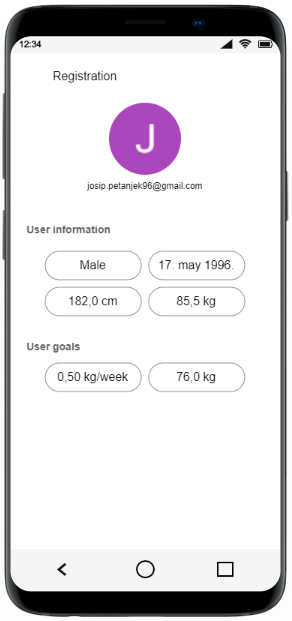 12:34
Registration
J
josip.petanjek96@gmail.com
User information
Male
17. may 1996.
182,0 cm
85,5 kg
User goals
0,50 kg/week
76,0 kg